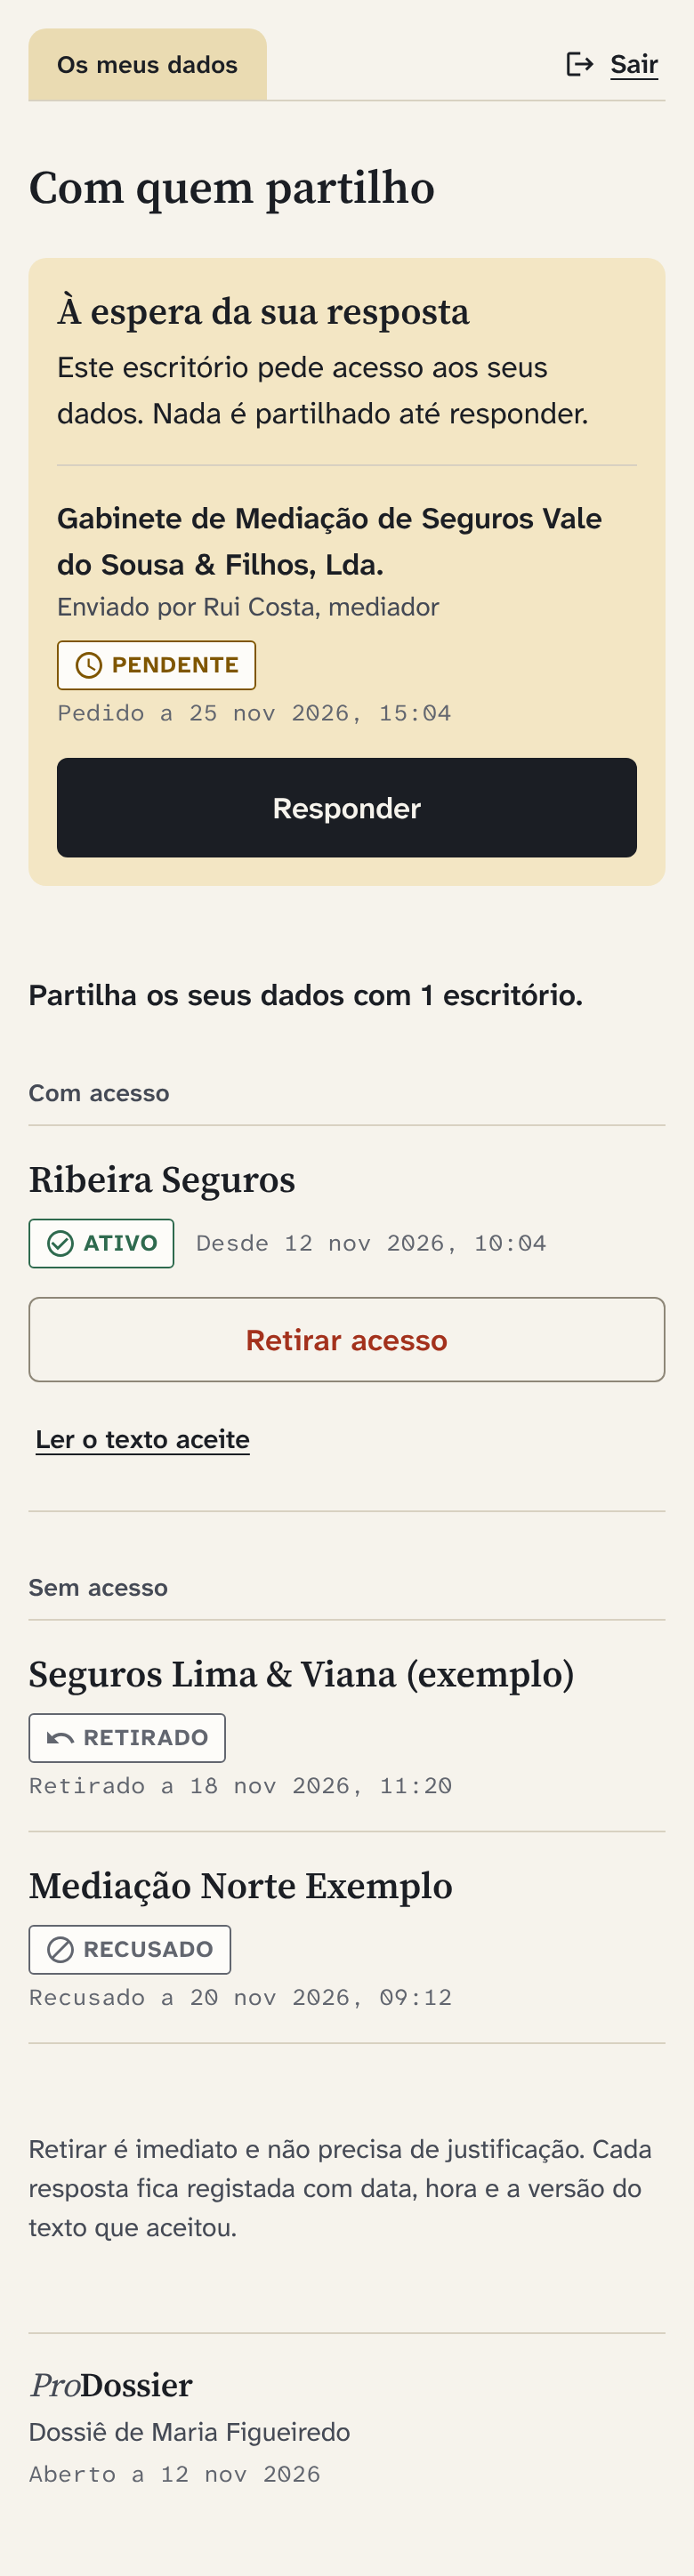 Os meus dados
Sair
Com quem partilho
À espera da sua resposta
Este escritório pede acesso aos seus
dados. Nada é partilhado até responder.
Gabinete de Mediação de Seguros Vale
do Sousa & Filhos, Lda.
Enviado por Rui Costa, mediador
PENDENTE
Pedido a 25 nov 2026, 15:04
Responder
Partilha os seus dados com 1 escritório.
Com acesso
Ribeira Seguros
ATIVO
Desde 12 nov 2026, 10:04
Retirar acesso
Ler o texto aceite
Sem acesso
Seguros Lima & Viana (exemplo)
RETIRADO
Retirado a 18 nov 2026, 11:20
Mediação Norte Exemplo
RECUSADO
Recusado a 20 nov 2026, 09:12
Retirar é imediato e não precisa de justificação. Cada
resposta fica registada com data, hora e a versão do
texto que aceitou.
ProDossier
Dossiê de Maria Figueiredo
Aberto a 12 nov 2026